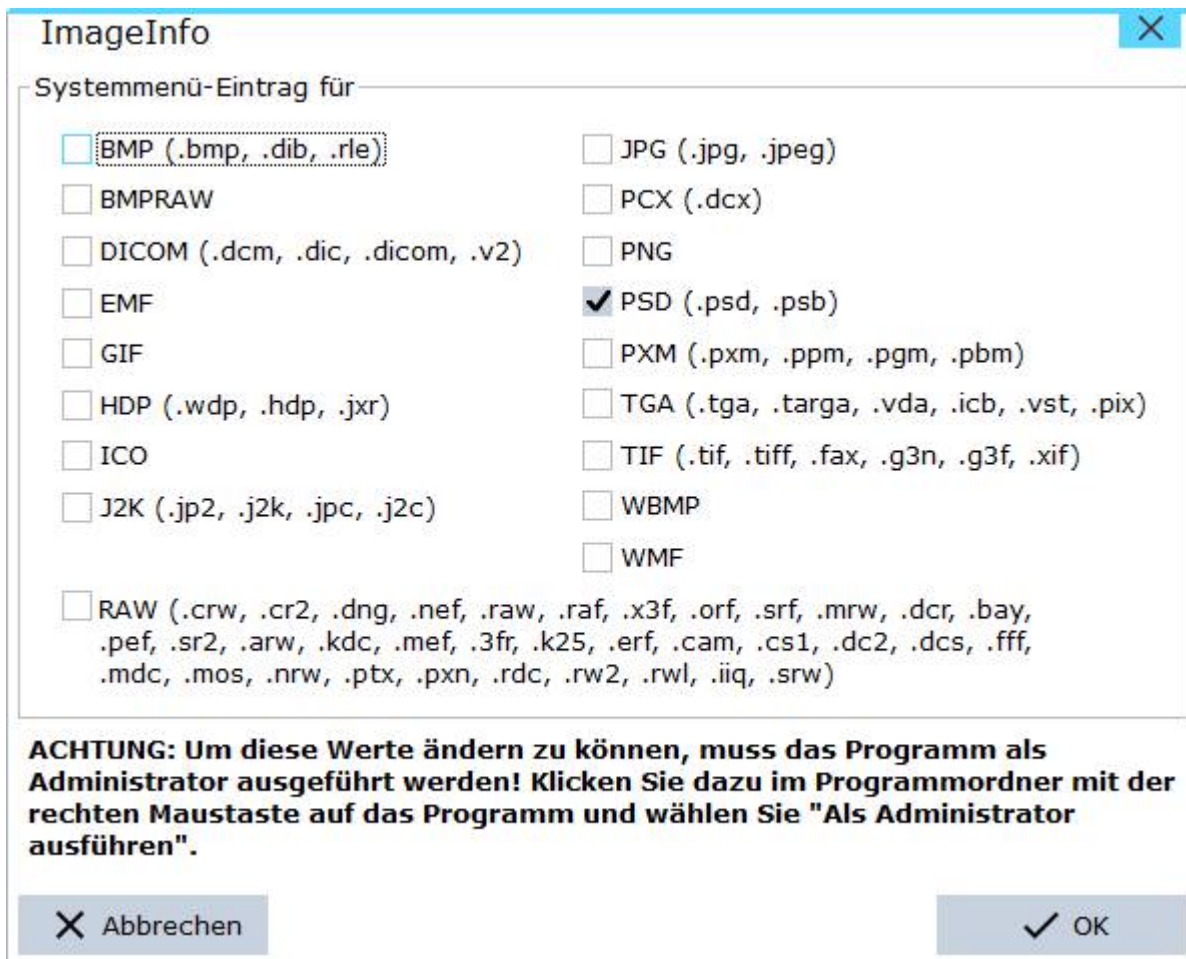 ImageInfo
Systemmenü-Eintrag für
BMP (.bmp, .dib, .rle)
BMPRAW
DICOM (.dcm, .dic, .dicom, .v2)
EMF
GIF
HDP (.wdp, .hdp, .jxr)
ICO
J2K (.jp2, .j2k, .jpc, .j2c)
JPG (.jpg, .jpeg)
PCX (.dcx)
PNG
PSD (.psd, .psb)
PXM (.pxm, .ppm, .pgm, .pbm)
TGA (.tga, .targa, .vda, .icb, .vst, .pix)
TIF (.tif, .tiff, .fax, .g3n, .g3f, .xif)
WBMP
WMF
RAW (.crw, .cr2, .dng, .nef, .raw, .raf, .x3f, .orf, .srf, .mrw, .dcr, .bay,
.pef, .sr2, .arw, .kdc, .mef, .3fr, .k25, .erf, .cam, .cs1, .dc2, .dcs, .fff,
.mdc, .mos, .nrw, .ptx, .pxn, .rdc, .rw2, .rwl, .iiq, .srw)
ACHTUNG: Um diese Werte ändern zu können, muss das Programm als
Administrator ausgeführt werden! Klicken Sie dazu im Programmordner mit der
rechten Maustaste auf das Programm und wählen Sie "Als Administrator
ausführen".
Abbrechen
OK